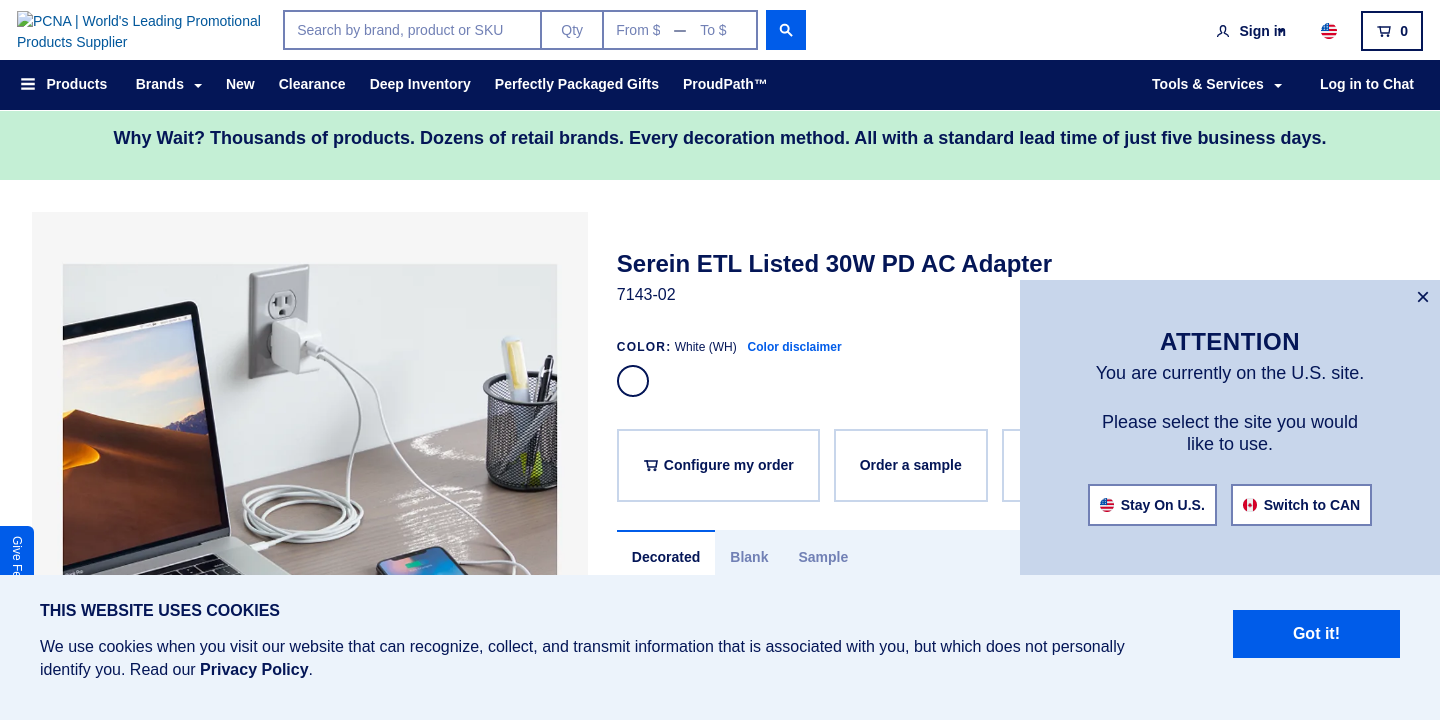 PCNA | World's Leading Promotional
Products Supplier
Search by brand, product or SKU
Qty
From $ — To $
Sign in
0
Products
Brands
New
Clearance
Deep Inventory
Perfectly Packaged Gifts
ProudPath™
Tools & Services
Log in to Chat
Why Wait? Thousands of products. Dozens of retail brands. Every decoration method. All with a standard lead time of just five business days.
Serein ETL Listed 30W PD AC Adapter
7143-02
COLOR: White (WH) Color disclaimer
Configure my order
Order a sample
Decorated
Blank
Sample
×
ATTENTION
You are currently on the U.S. site.
Please select the site you would
like to use.
Stay On U.S.
Switch to CAN
Give
THIS WEBSITE USES COOKIES
We use cookies when you visit our website that can recognize, collect, and transmit information that is associated with you, but which does not personally
identify you. Read our Privacy Policy.
Got it!